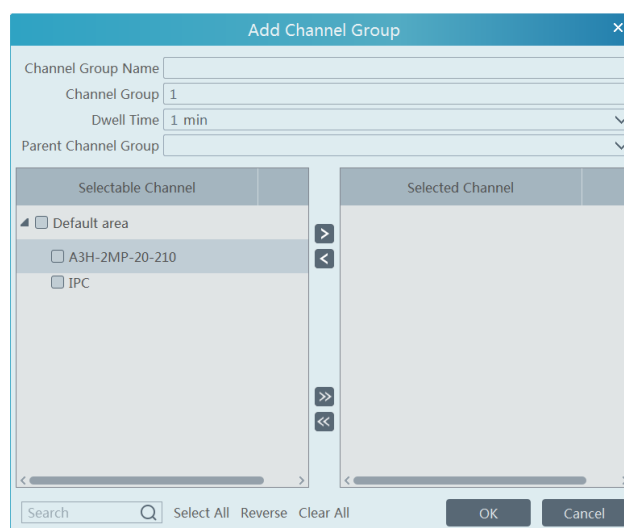 Add Channel Group
Channel Group Name
Channel Group 1
Dwell Time 1 min
Parent Channel Group
Selectable Channel Selected Channel
Default area
A3H-2MP-20-210
IPC
Search Select All Reverse Clear All OK Cancel